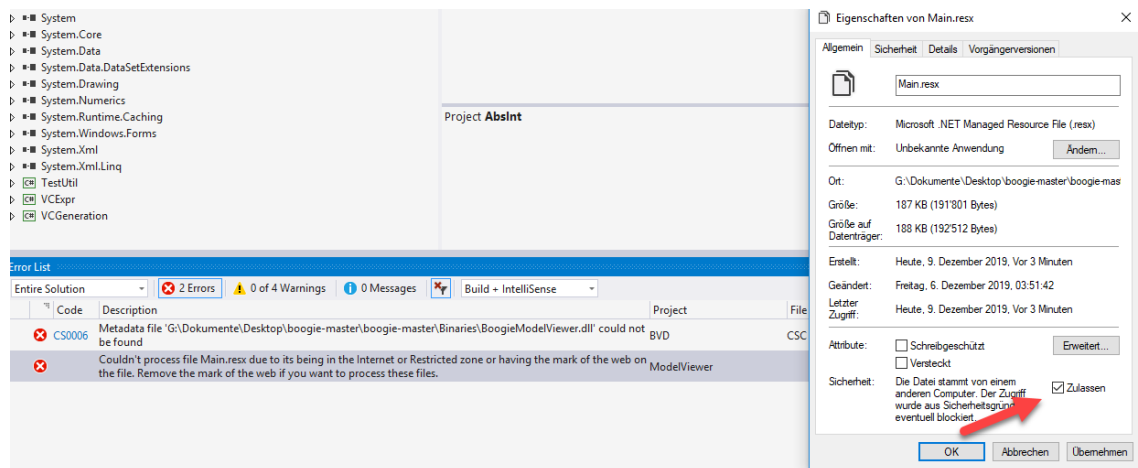 System
System.Core
System.Data
System.Data.DataSetExtensions
System.Drawing
System.Numerics
System.Runtime.Caching
System.Windows.Forms
System.Xml
System.Xml.Linq
C# TestUtil
C# VCExpr
C# VCGeneration
Project AbsInt
Error List
Entire Solution
2 Errors
0 of 4 Warnings
0 Messages
Build + IntelliSense
Code Description Project File
CS0006 Metadata file 'G:\Dokumente\Desktop\boogie-master\boogie-master\Binaries\BoogieModelViewer.dll' could not
be found
BVD CSC
Couldn't process file Main.resx due to its being in the Internet or Restricted zone or having the mark of the web on
the file. Remove the mark of the web if you want to process these files.
ModelViewer
Eigenschaften von Main.resx
Allgemein Sicherheit Details Vorgängerversionen
Main.resx
Dateityp: Microsoft .NET Managed Resource File (.resx)
Öffnen mit: Unbekannte Anwendung Ändern...
Ort: G:\Dokumente\Desktop\boogie-master\boogie-mas
Größe: 187 KB (191'801 Bytes)
Größe auf
Datenträger:
188 KB (192'512 Bytes)
Erstellt: Heute, 9. Dezember 2019, Vor 3 Minuten
Geändert: Freitag, 6. Dezember 2019, 03:51:42
Letzter
Zugriff:
Heute, 9. Dezember 2019, Vor 3 Minuten
Attribute: Schreibgeschützt Erweitert...
Versteckt
Sicherheit: Die Datei stammt von einem
anderen Computer. Der Zugriff
wurde aus Sicherheitsgrün
eventuell blockiert.
Zulassen
OK Abbrechen Übernehmen